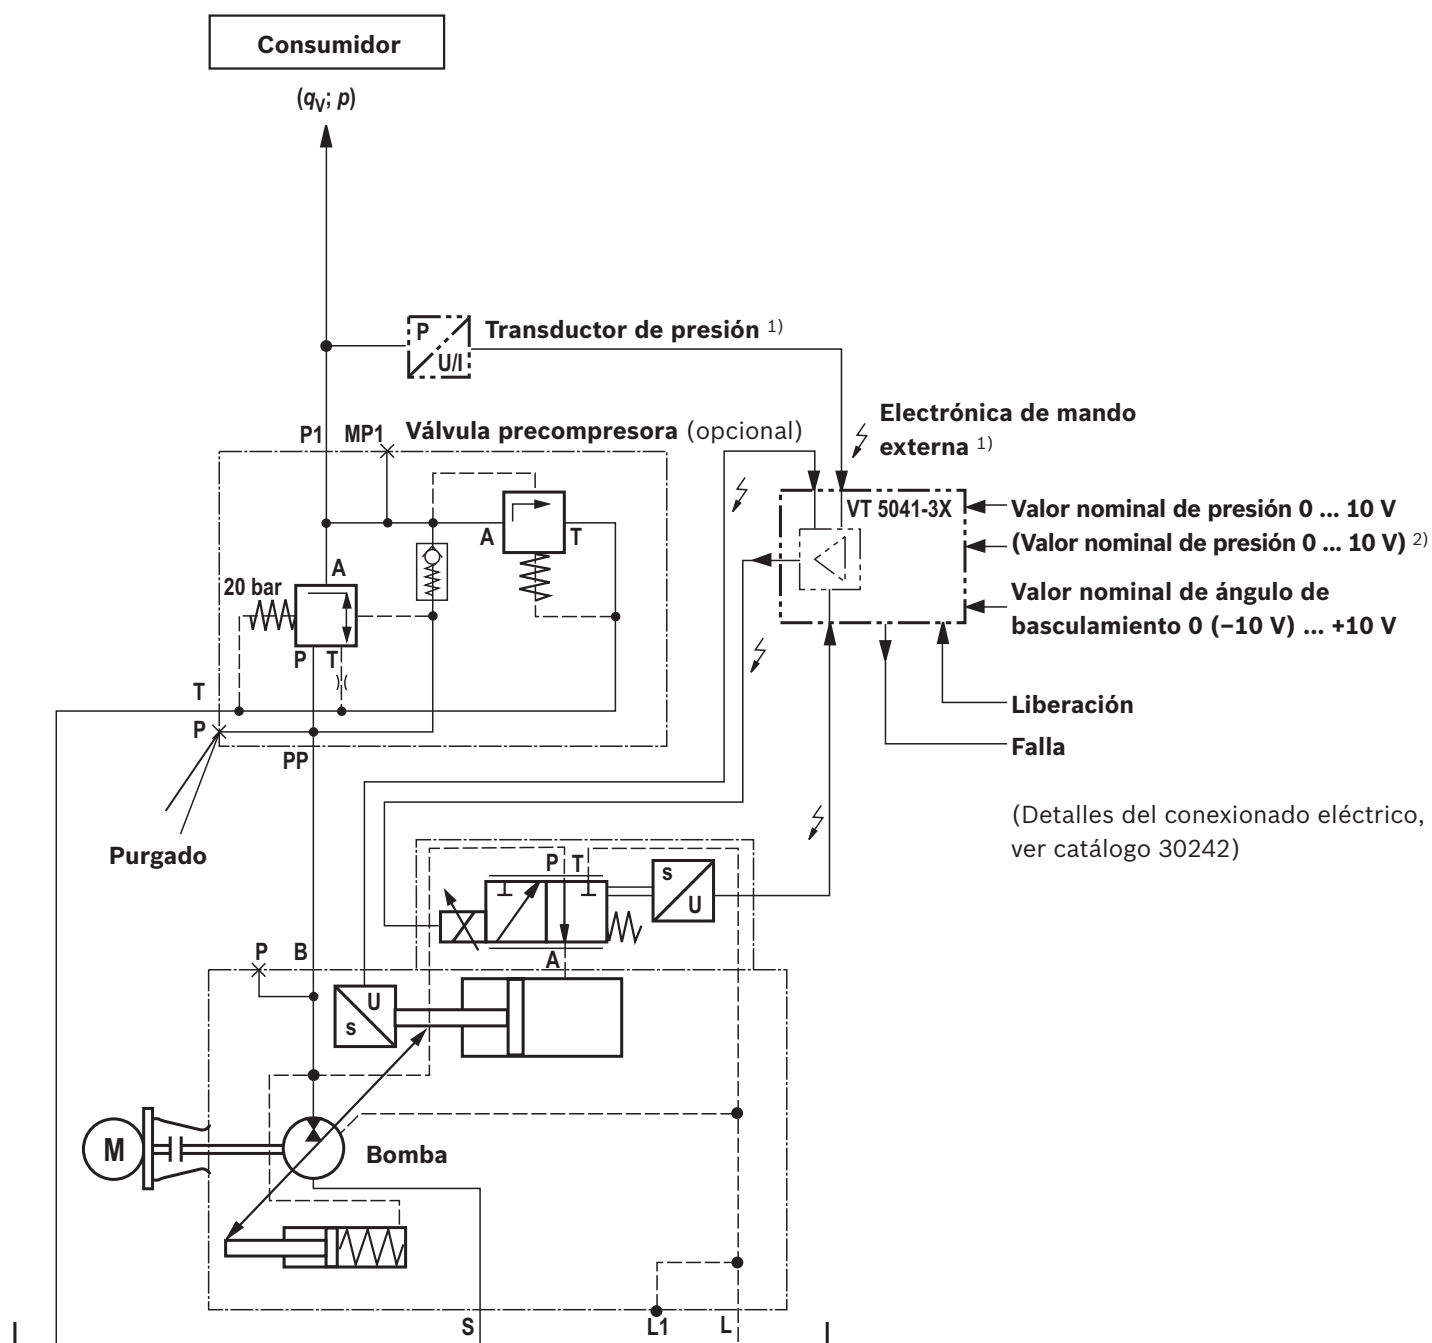 Consumidor
(qV; p)
P
U/I
Transductor de presión 1)
Electrónica de mando
externa 1)
P1
MP1
Válvula precompresora (opcional)
VT 5041-3X
Valor nominal de presión 0 ... 10 V
(Valor nominal de presión 0 ... 10 V) 2)
Valor nominal de ángulo de
basculamiento 0 (–10 V) ... +10 V
A
T
A
20 bar
P
T
T
P
PP
Liberación
Falla
(Detalles del conexionado eléctrico,
ver catálogo 30242)
Purgado
P
T
s
U
P
B
A
U
s
M
Bomba
S
L1
L